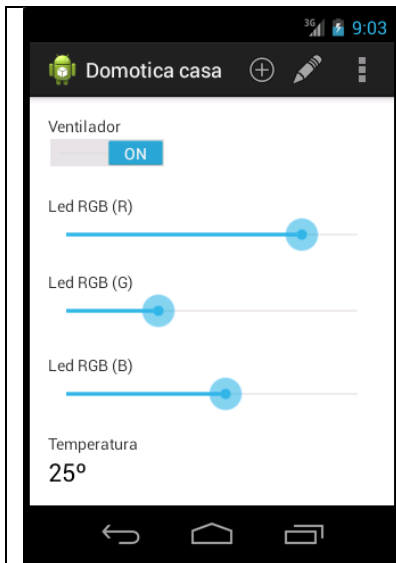 3G 9:03
Domotica casa
Ventilador
ON
Led RGB (R)
Led RGB (G)
Led RGB (B)
Temperatura
25º